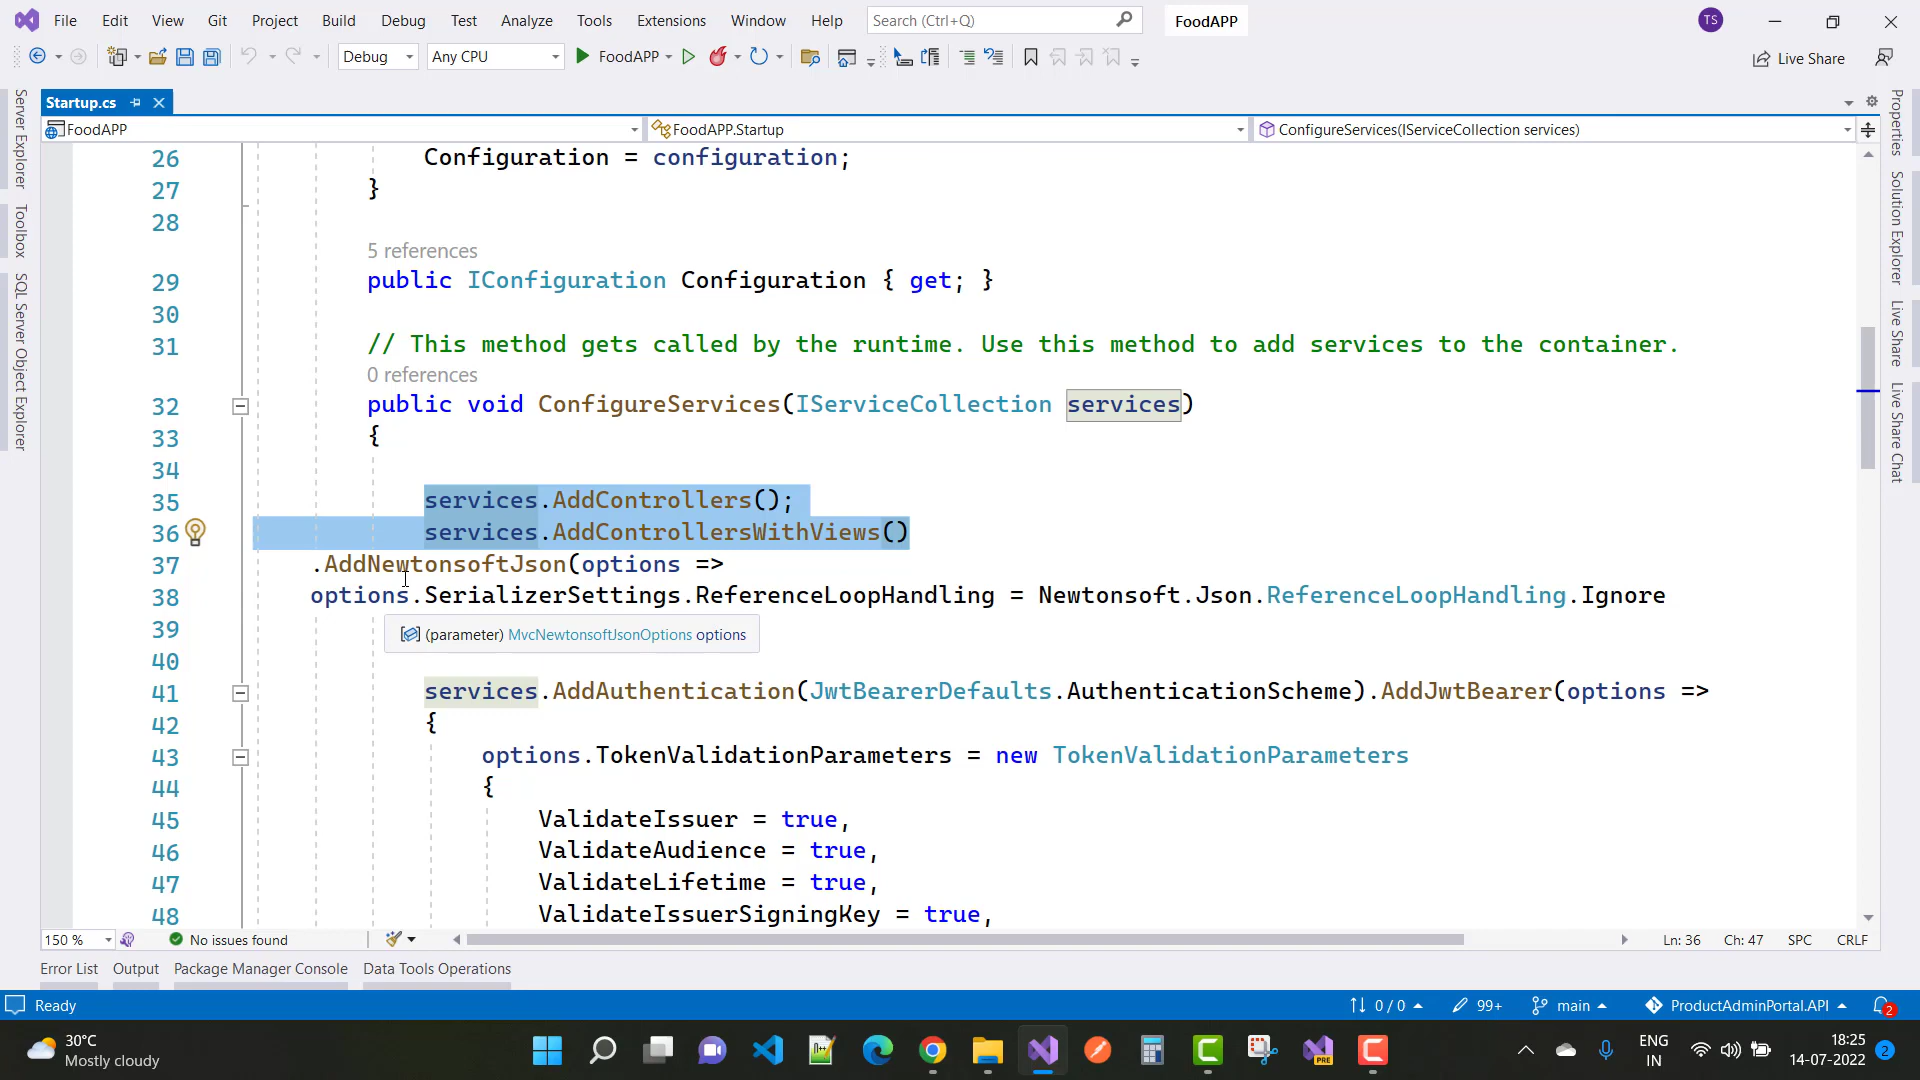 File Edit View Git Project Build Debug Test Analyze Tools Extensions Window Help Search (Ctrl+Q) FoodAPP TS
Debug Any CPU FoodAPP Live Share
Startup.cs
FoodAPP FoodAPP.Startup ConfigureServices(IServiceCollection services)
Server Explorer
Toolbox
SQL Server Object Explorer
26 Configuration = configuration;
27 }
28
5 references
29 public IConfiguration Configuration { get; }
30
31 // This method gets called by the runtime. Use this method to add services to the container.
0 references
32 public void ConfigureServices(IServiceCollection services)
33 {
34
35 services.AddControllers();
36 services.AddControllersWithViews()
37 .AddNewtonsoftJson(options =>
38 options.SerializerSettings.ReferenceLoopHandling = Newtonsoft.Json.ReferenceLoopHandling.Ignore
39 (parameter) MvcNewtonsoftJsonOptions options
40
41 services.AddAuthentication(JwtBearerDefaults.AuthenticationScheme).AddJwtBearer(options =>
42 {
43 options.TokenValidationParameters = new TokenValidationParameters
44 {
45 ValidateIssuer = true,
46 ValidateAudience = true,
47 ValidateLifetime = true,
48 ValidateIssuerSigningKey = true,
Properties
Solution Explorer
Live Share
Live Share Chat
150 % No issues found Ln: 36 Ch: 47 SPC CRLF
Error List Output Package Manager Console Data Tools Operations
Ready 0 / 0 99+ main ProductAdminPortal.API 2
30°C
Mostly cloudy
PRE
ENG
IN
18:25
14-07-2022
2